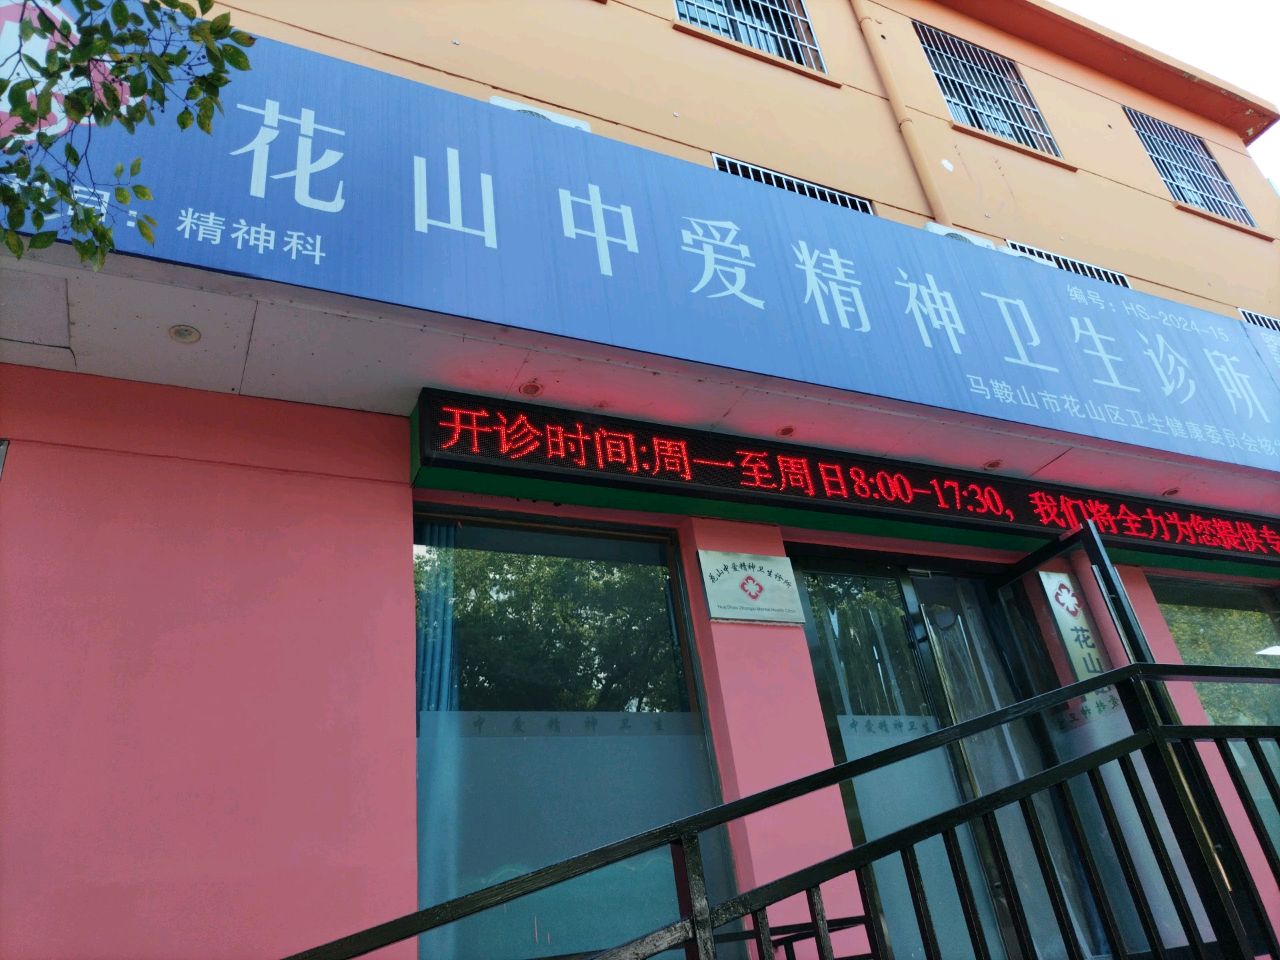 花山中爱精神卫生诊所
：精神科
编号：HS-2024-15
马鞍山市花山区卫生健康委员会核
开诊时间:周一至周日8:00-17:30，我们将全力为您提供专
花山中爱精神卫生诊所
中爱精神卫生
中爱精神卫生
花山